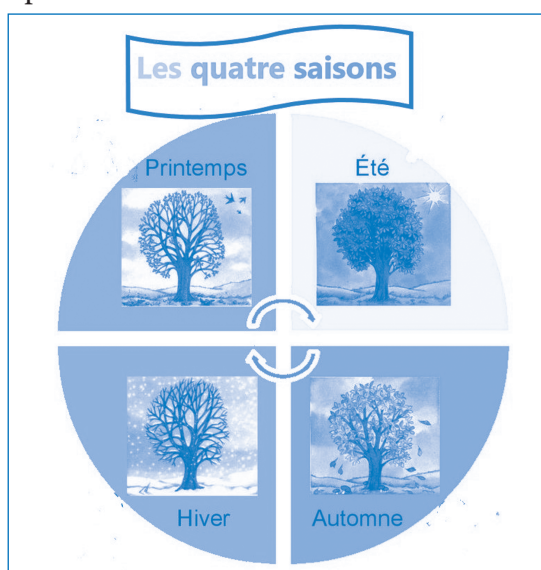 Les quatre saisons
Printemps
Été
Hiver
Automne